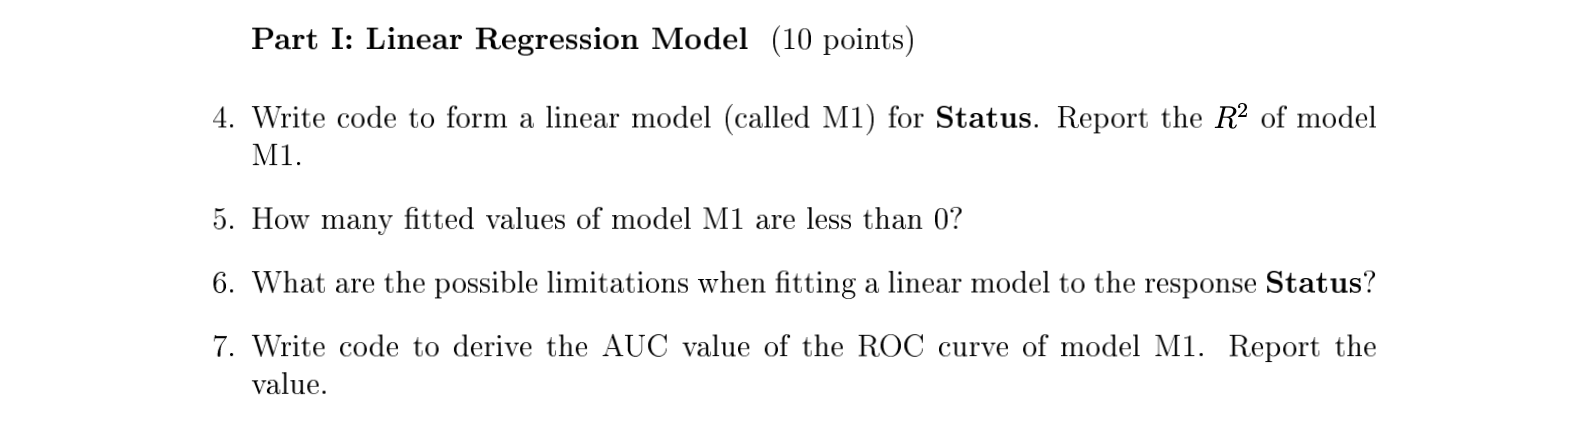 Part I: Linear Regression Model (10 points)
4. Write code to form a linear model (called M1) for Status. Report the R² of model
M1.
5. How many fitted values of model M1 are less than 0?
6. What are the possible limitations when fitting a linear model to the response Status?
7. Write code to derive the AUC value of the ROC curve of model M1. Report the
value.